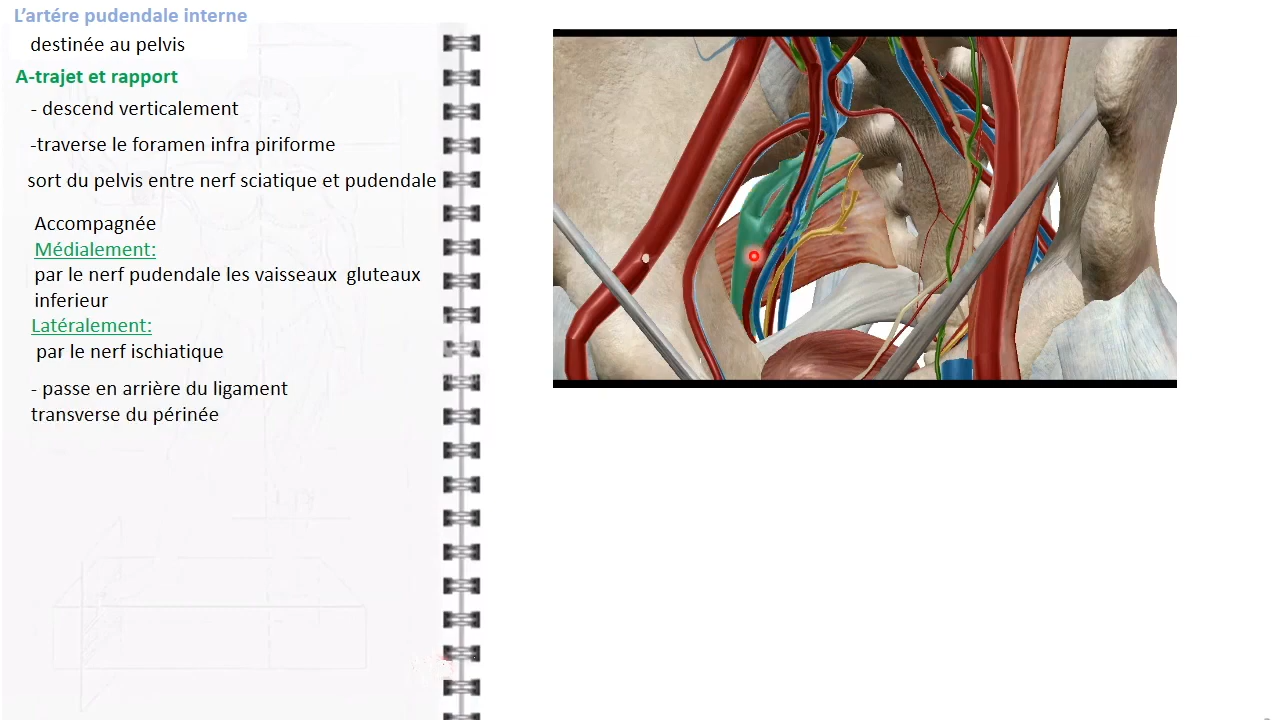 L’artére pudendale interne
destinée au pelvis
A-trajet et rapport
- descend verticalement
-traverse le foramen infra piriforme
sort du pelvis entre nerf sciatique et pudendale
Accompagnée
Médialement:
par le nerf pudendale les vaisseaux gluteaux
inferieur
Latéralement:
par le nerf ischiatique
- passe en arrière du ligament
transverse du périnée